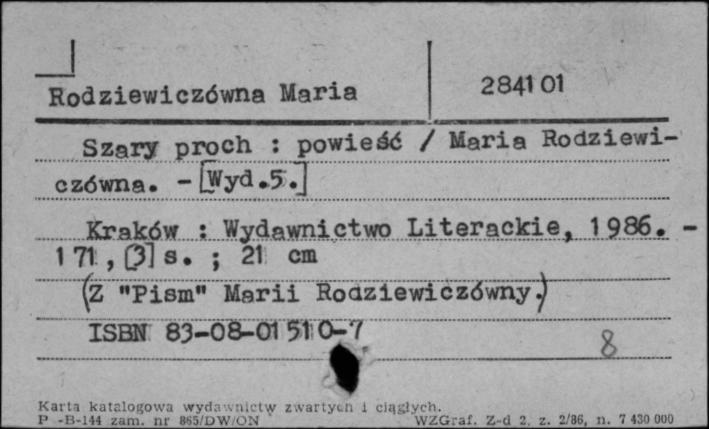 Rodziewiczówna Maria
284101
Szary proch : powieść / Maria Rodziewi-
czówna. - [Wyd.5.]
Kraków : Wydawnictwo Literackie, 1986. -
171, [3] s. ; 21 cm
(Z "Pism" Marii Rodziewiczówny.)
ISBN 83-08-01510-7
8
Karta katalogowa wydawnictw zwartych i ciągłych.
P -B-144 zam. nr 865/DW/ON
WZGraf. Z-d 2. z. 2/86, n. 7 430 000